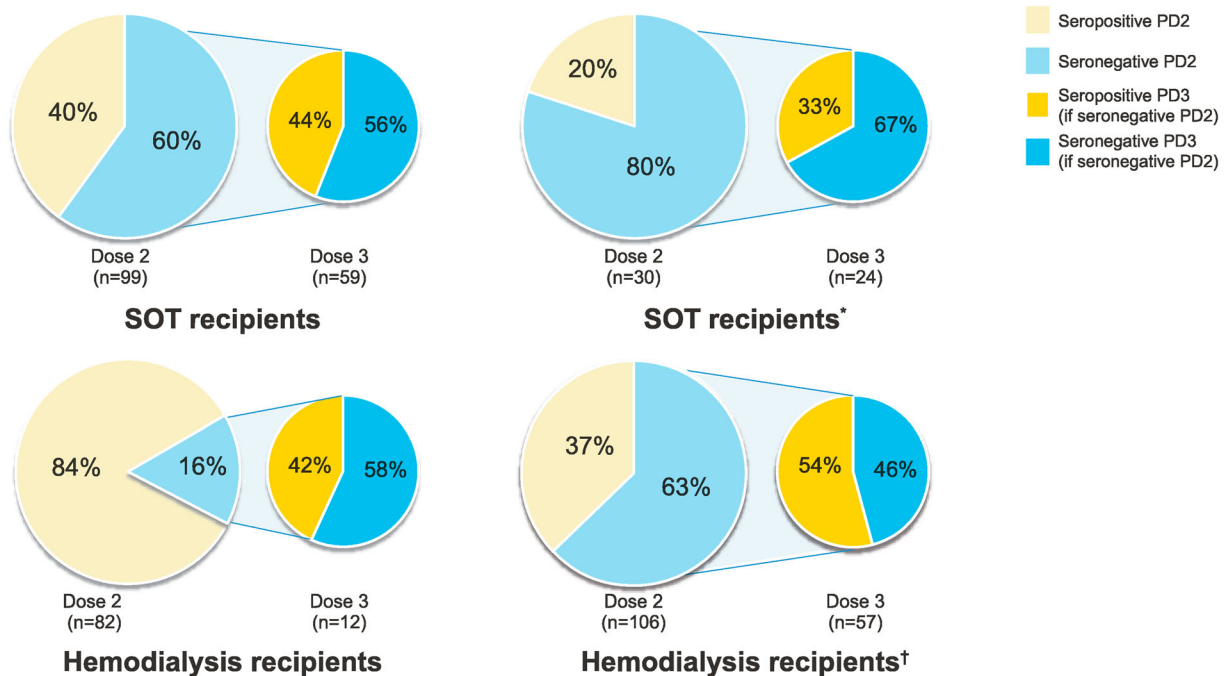 40%
60%
44%
56%
Dose 2
(n=99)
Dose 3
(n=59)
SOT recipients
20%
80%
33%
67%
Dose 2
(n=30)
Dose 3
(n=24)
SOT recipients*
Seropositive PD2
Seronegative PD2
Seropositive PD3
(if seronegative PD2)
Seronegative PD3
(if seronegative PD2)
84%
16%
42%
58%
Dose 2
(n=82)
Dose 3
(n=12)
Hemodialysis recipients
37%
63%
54%
46%
Dose 2
(n=106)
Dose 3
(n=57)
Hemodialysis recipients†